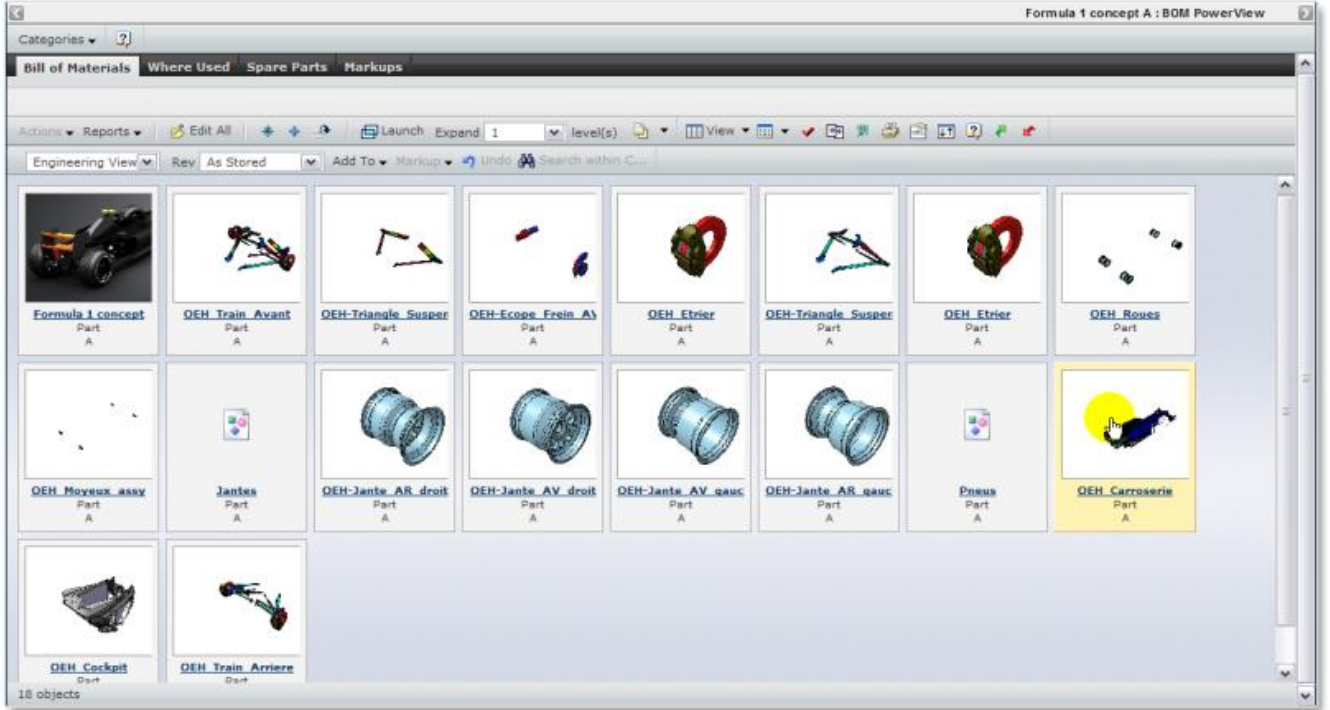 Formula 1 concept A : BOM PowerView
Categories
Bill of Materials Where Used Spare Parts Markups
Actions Reports Edit All Launch Expand 1 level(s) View
Engineering View Rev As Stored Add To Markup Undo Search within C...
Formula 1 concept OEH Train Avant OEH-Triangle Susper OEH-Ecope Frein AV OEH Etrier OEH-Triangle Susper OEH Etrier OEH Roues
Part Part Part Part Part Part Part Part
A A A A A A A A
OEH Moyeux assy Jantes OEH-Jante AR droit OEH-Jante AV droit OEH-Jante AV gauc OEH-Jante AR gauc Pneus OEH Carroserie
Part Part Part Part Part Part Part Part
A A A A A A A A
OEH Cockpit OEH Train Arriere
Part Part
18 objects